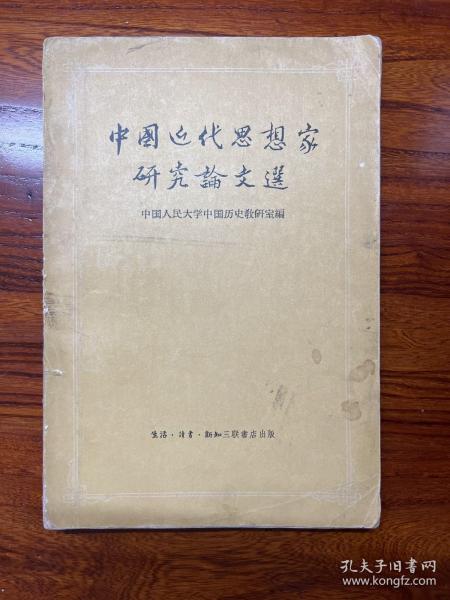 中國近代思想家
研究論文選
中国人民大学中国历史教研室編
生活·讀書·新知三联書店出版
孔夫子旧书网
www.kongfz.com